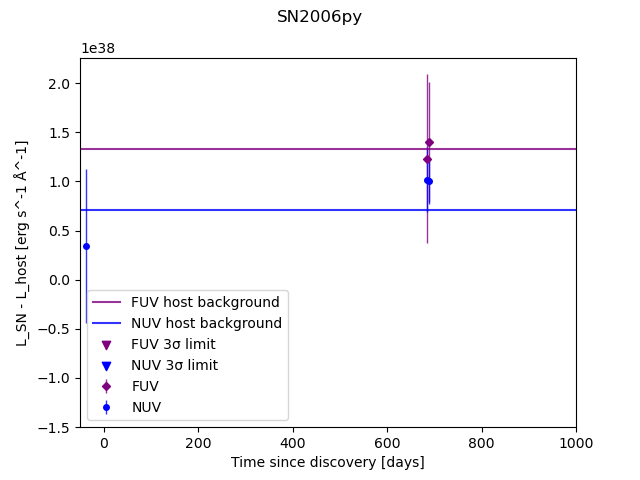 SN2006py
1e38
L_SN - L_host [erg s^-1 Å^-1]
2.0
1.5
1.0
0.5
0.0
−0.5
−1.0
−1.5
FUV host background
NUV host background
FUV 3σ limit
NUV 3σ limit
FUV
NUV
0 200 400 600 800 1000
Time since discovery [days]